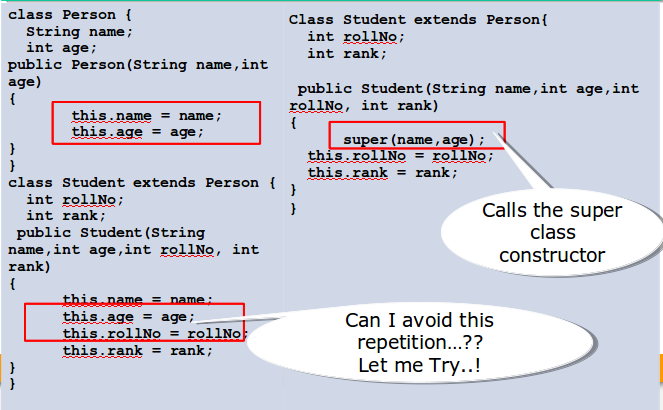 class Person {
String name;
int age;
public Person(String name,int
age)
{
this.name = name;
this.age = age;
}
}
class Student extends Person {
int rollNo;
int rank;
public Student(String
name,int age,int rollNo, int
rank)
{
this.name = name;
this.age = age;
this.rollNo = rollNo;
this.rank = rank;
}
}
Class Student extends Person{
int rollNo;
int rank;
public Student(String name,int age,int
rollNo, int rank)
{
super(name,age);
this.rollNo = rollNo;
this.rank = rank;
}
}
Calls the super
class
constructor
Can I avoid this
repetition...??
Let me Try..!